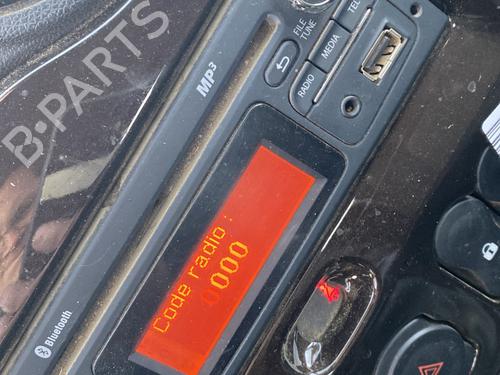 B-PARTS
FILE
TUNE
TEL
MEDIA
RADIO
MP3
Code radio :
0000
Bluetooth